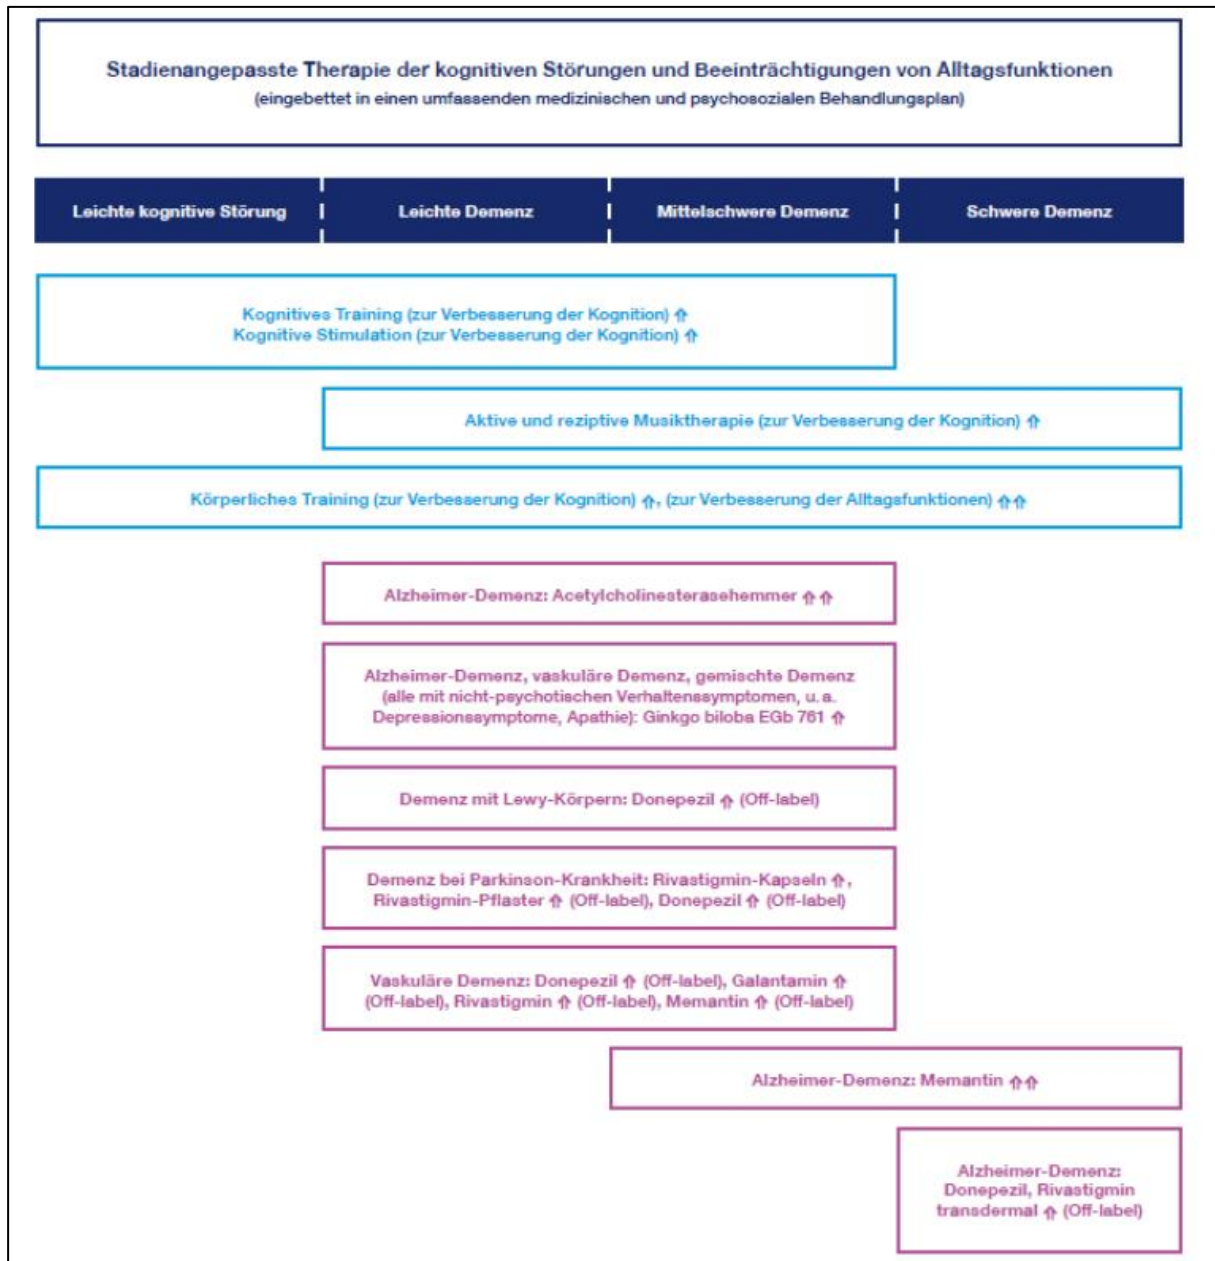 Stadienangepasste Therapie der kognitiven Störungen und Beeinträchtigungen von Alltagsfunktionen
(eingebettet in einen umfassenden medizinischen und psychosozialen Behandlungsplan)
Leichte kognitive Störung
Leichte Demenz
Mittelschwere Demenz
Schwere Demenz
Kognitives Training (zur Verbesserung der Kognition) ⇑
Kognitive Stimulation (zur Verbesserung der Kognition) ⇑
Aktive und reziptive Musiktherapie (zur Verbesserung der Kognition) ⇑
Körperliches Training (zur Verbesserung der Kognition) ⇑, (zur Verbesserung der Alltagsfunktionen) ⇑⇑
Alzheimer-Demenz: Acetylcholinesterasehemmer ⇑ ⇑
Alzheimer-Demenz, vaskuläre Demenz, gemischte Demenz
(alle mit nicht-psychotischen Verhaltenssymptomen, u. a.
Depressionssymptome, Apathie): Ginkgo biloba EGb 761 ⇑
Demenz mit Lewy-Körpern: Donepezil ⇑ (Off-label)
Demenz bei Parkinson-Krankheit: Rivastigmin-Kapseln ⇑,
Rivastigmin-Pflaster ⇑ (Off-label), Donepezil ⇑ (Off-label)
Vaskuläre Demenz: Donepezil ⇑ (Off-label), Galantamin ⇑
(Off-label), Rivastigmin ⇑ (Off-label), Memantin ⇑ (Off-label)
Alzheimer-Demenz: Memantin ⇑⇑
Alzheimer-Demenz:
Donepezil, Rivastigmin
transdermal ⇑ (Off-label)